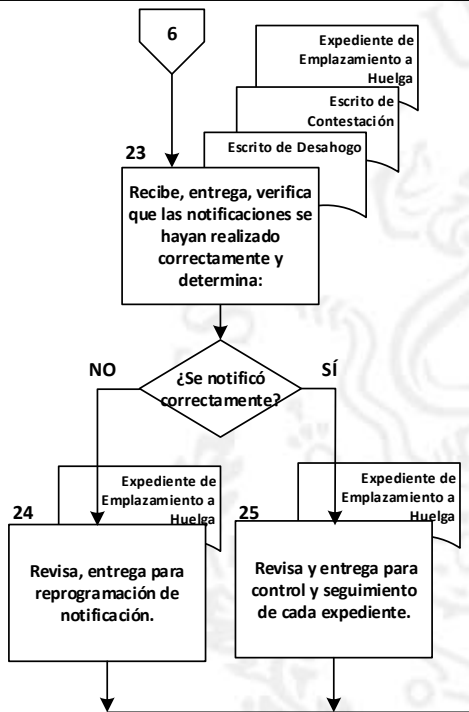 6
Expediente de
Emplazamiento a
Huelga
Escrito de
Contestación
Escrito de Desahogo
23
Recibe, entrega, verifica
que las notificaciones se
hayan realizado
correctamente y
determina:
¿Se notificó
correctamente?
NO
SÍ
Expediente de
Emplazamiento a
Huelga
24
Revisa, entrega para
reprogramación de
notificación.
Expediente de
Emplazamiento a
Huelga
25
Revisa y entrega para
control y seguimiento
de cada expediente.